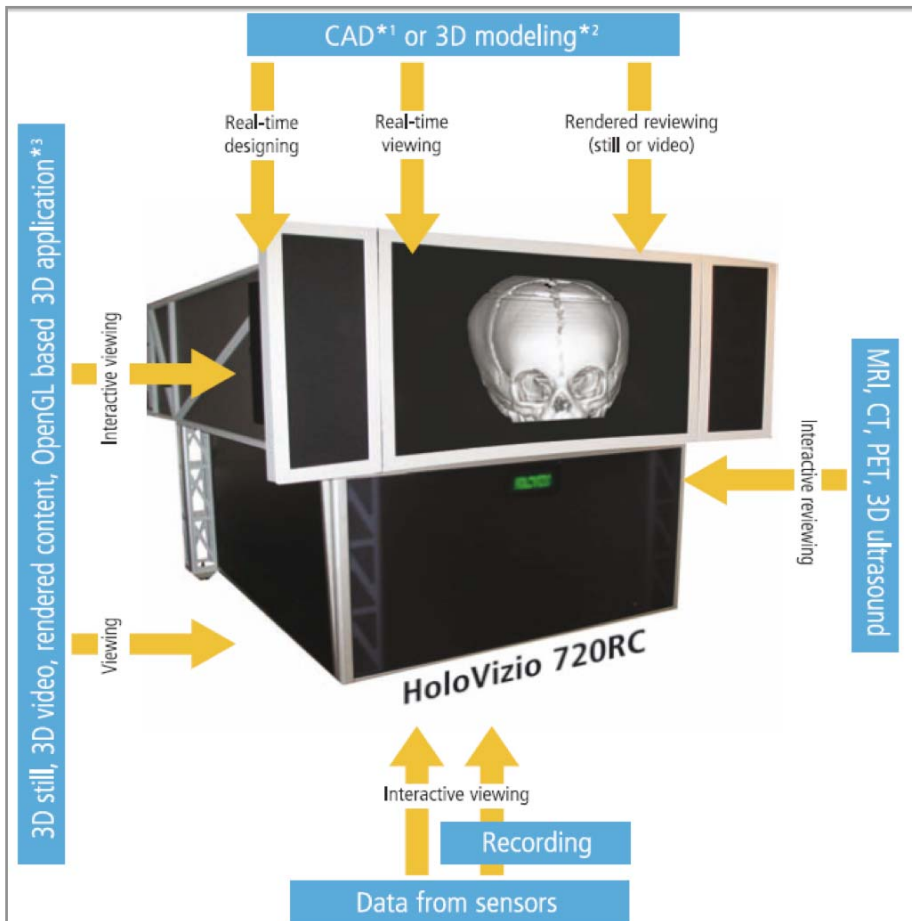 CAD*¹ or 3D modeling*²
Real-time
designing
Real-time
viewing
Rendered reviewing
(still or video)
3D still, 3D video, rendered content, OpenGL based 3D application*³
Interactive viewing
Viewing
MRI, CT, PET, 3D ultrasound
Interactive
reviewing
HoloVizio 720RC
Interactive viewing
Recording
Data from sensors